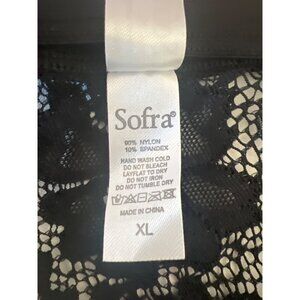 Sofra®
90% NYLON
10% SPANDEX
HAND WASH COLD
DO NOT BLEACH
LAYFLAT TO DRY
DO NOT IRON
DO NOT TUMBLE DRY
MADE IN CHINA
XL